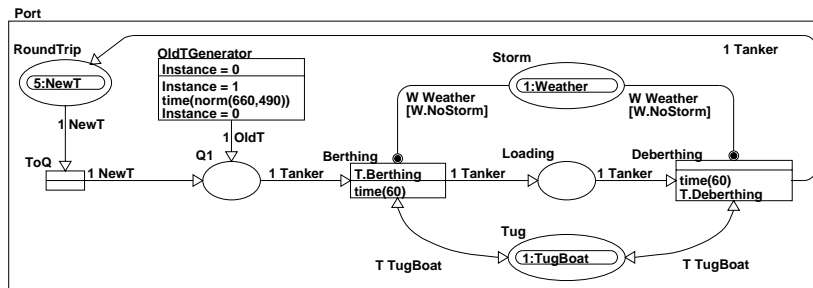 Port
RoundTrip
5:NewT
1 NewT
ToQ
1 NewT
OldTGenerator
Instance = 0
Instance = 1
time(norm(660,490))
Instance = 0
1 OldT
Q1
1 Tanker
Berthing
T.Berthing
time(60)
1 Tanker
Loading
1 Tanker
Storm
1:Weather
W Weather
[W.NoStorm]
W Weather
[W.NoStorm]
1 Tanker
Deberthing
time(60)
T.Deberthing
Tug
1:TugBoat
T TugBoat
T TugBoat